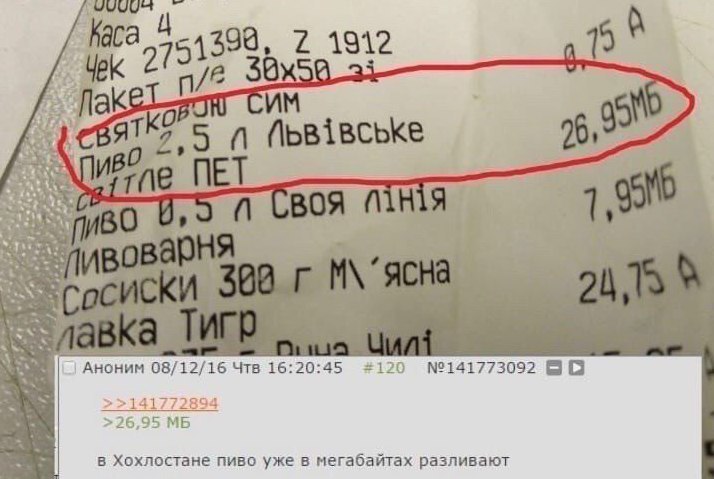 00004
Каса 4
Чек 2751390, Z 1912
Пакет п/е 30х50 зі
святковою сим
0,75 А
Пиво 2,5 л Львівське
світле ПЕТ
26,95МБ
Пиво 0,5 л Своя лінія
Пивоварня
7,95МБ
Сосиски 300 г М\´ясна
лавка Тигр
24,75 А
Аноним 08/12/16 Чтв 16:20:45 #120 №141773092
>>141772894
>26,95 МБ
в Хохлостане пиво уже в мегабайтах разливают